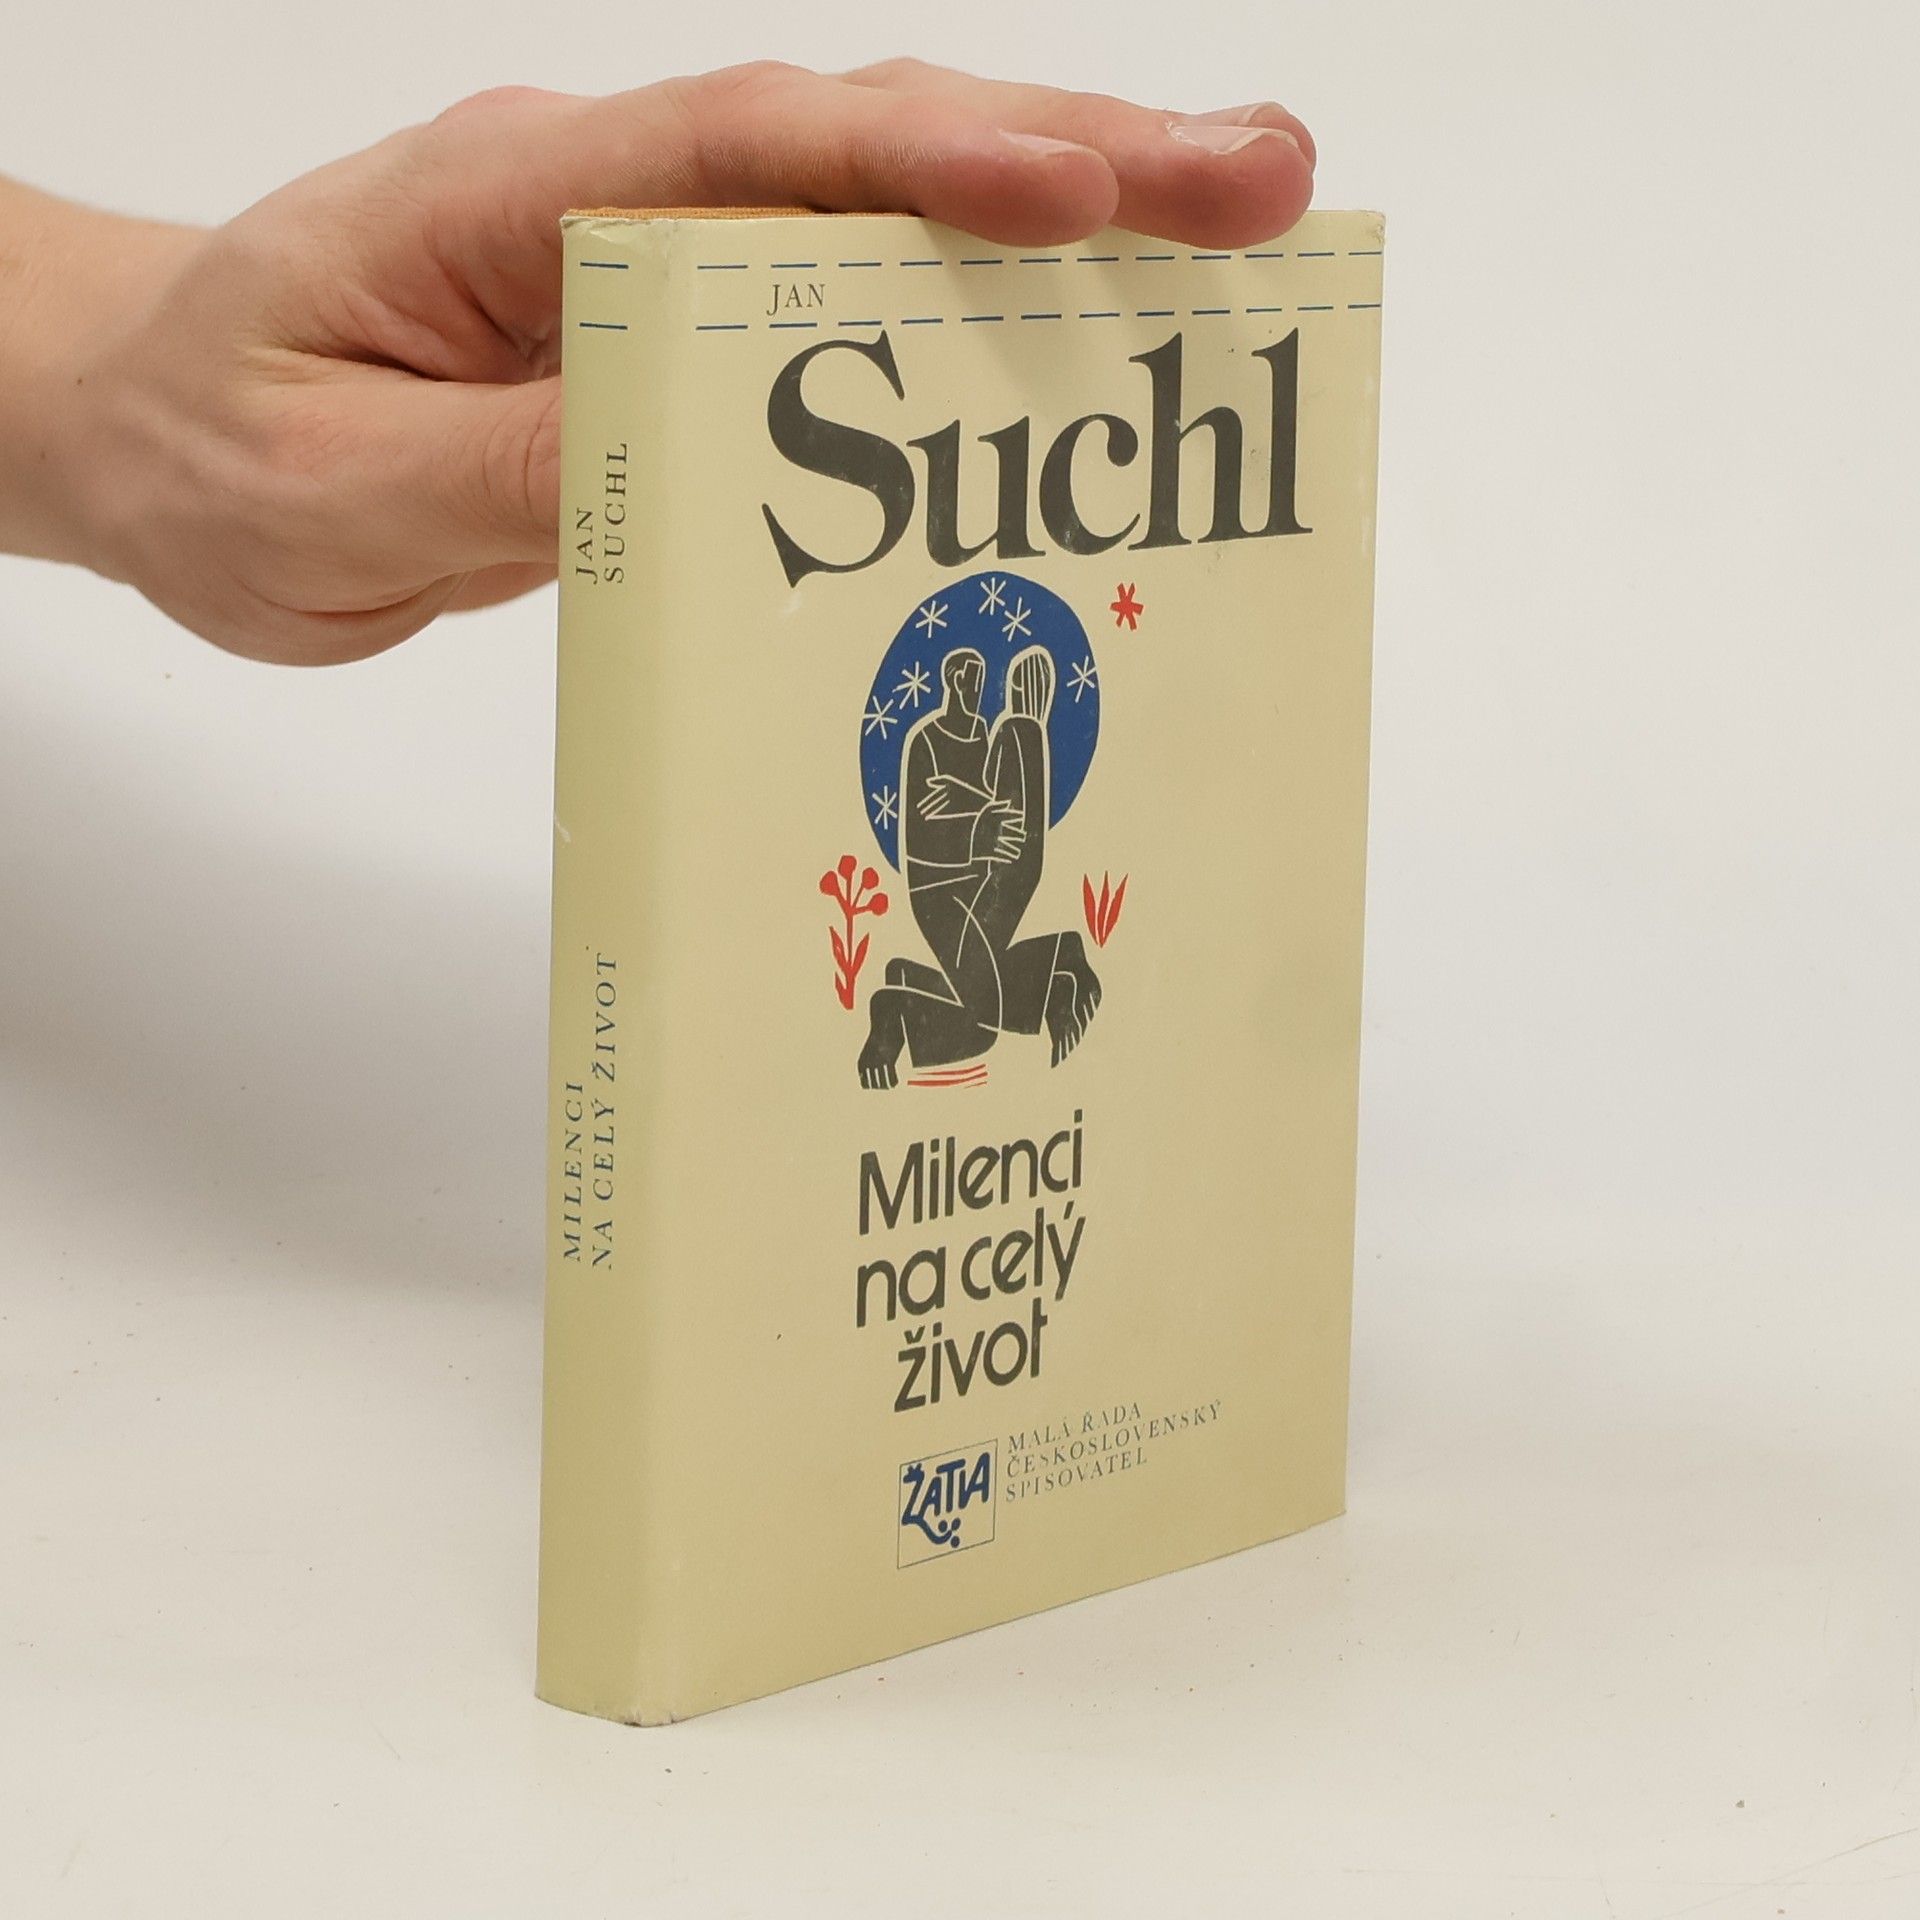 JAN
Suchl
Milenci
na celý
život
ŽATVA
MALÁ ŘADA
ČESKOSLOVENSKÝ
SPISOVATEL
JAN
SUCHL
MILENCI
NA CELÝ ŽIVOT